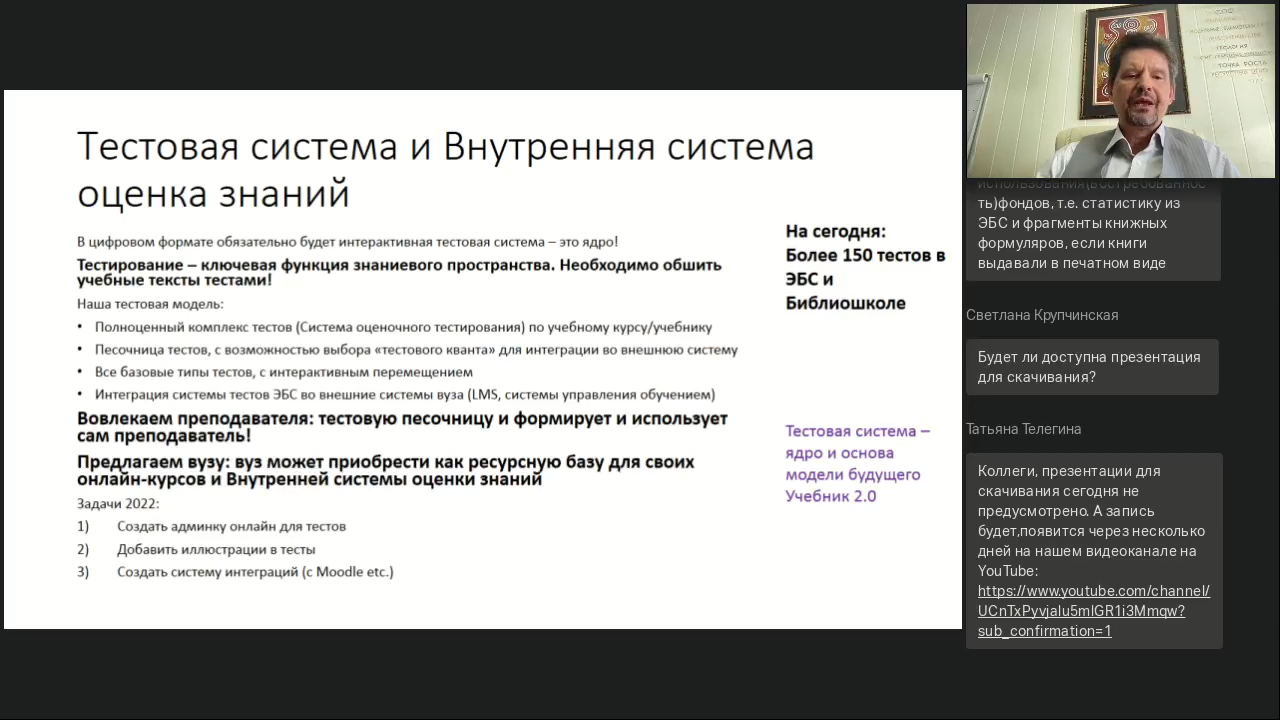 Тестовая система и Внутренняя система
оценка знаний
В цифровом формате обязательно будет интерактивная тестовая система – это ядро!
Тестирование – ключевая функция знаниевого пространства. Необходимо обшить
учебные тексты тестами!
Наша тестовая модель:
• Полноценный комплекс тестов (Система оценочного тестирования) по учебному курсу/учебнику
• Песочница тестов, с возможностью выбора «тестового кванта» для интеграции во внешнюю систему
• Все базовые типы тестов, с интерактивным перемещением
• Интеграция системы тестов ЭБС во внешние системы вуза (LMS, системы управления обучением)
Вовлекаем преподавателя: тестовую песочницу и формирует и использует
сам преподаватель!
Предлагаем вузу: вуз может приобрести как ресурсную базу для своих
онлайн-курсов и Внутренней системы оценки знаний
Задачи 2022:
1) Создать админку онлайн для тестов
2) Добавить иллюстрации в тесты
3) Создать систему интеграций (с Moodle etc.)
На сегодня:
Более 150 тестов в
ЭБС и
Библиошколе
Тестовая система –
ядро и основа
модели будущего
Учебник 2.0
использования(востребованнос
ть)фондов, т.е. статистику из
ЭБС и фрагменты книжных
формуляров, если книги
выдавали в печатном виде
Светлана Крупчинская
Будет ли доступна презентация
для скачивания?
Татьяна Телегина
Коллеги, презентации для
скачивания сегодня не
предусмотрено. А запись
будет,появится через несколько
дней на нашем видеоканале на
YouTube:
https://www.youtube.com/channel/
UCnTxPyvjalu5mlGR1i3Mmqw?
sub_confirmation=1